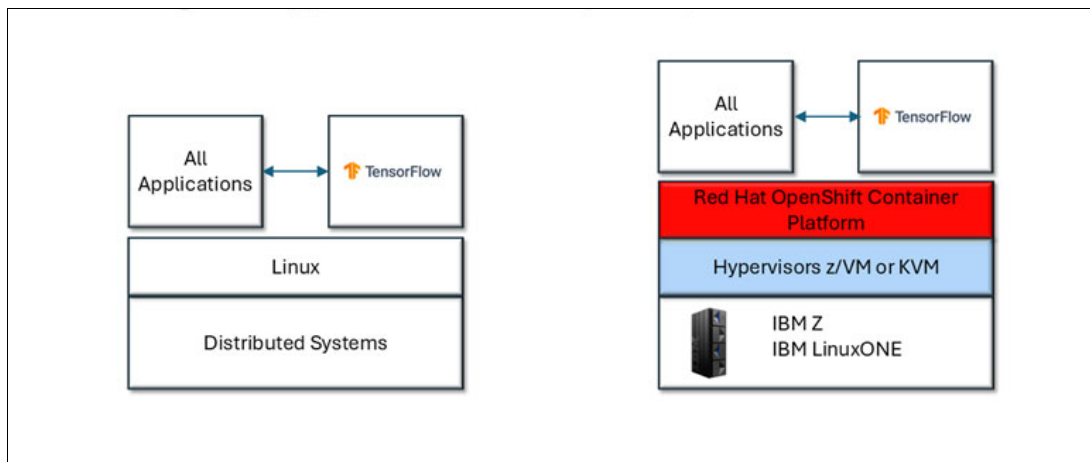 All
Applications
TensorFlow
Linux
Distributed Systems
All
Applications
TensorFlow
Red Hat OpenShift Container
Platform
Hypervisors z/VM or KVM
IBM Z
IBM LinuxONE